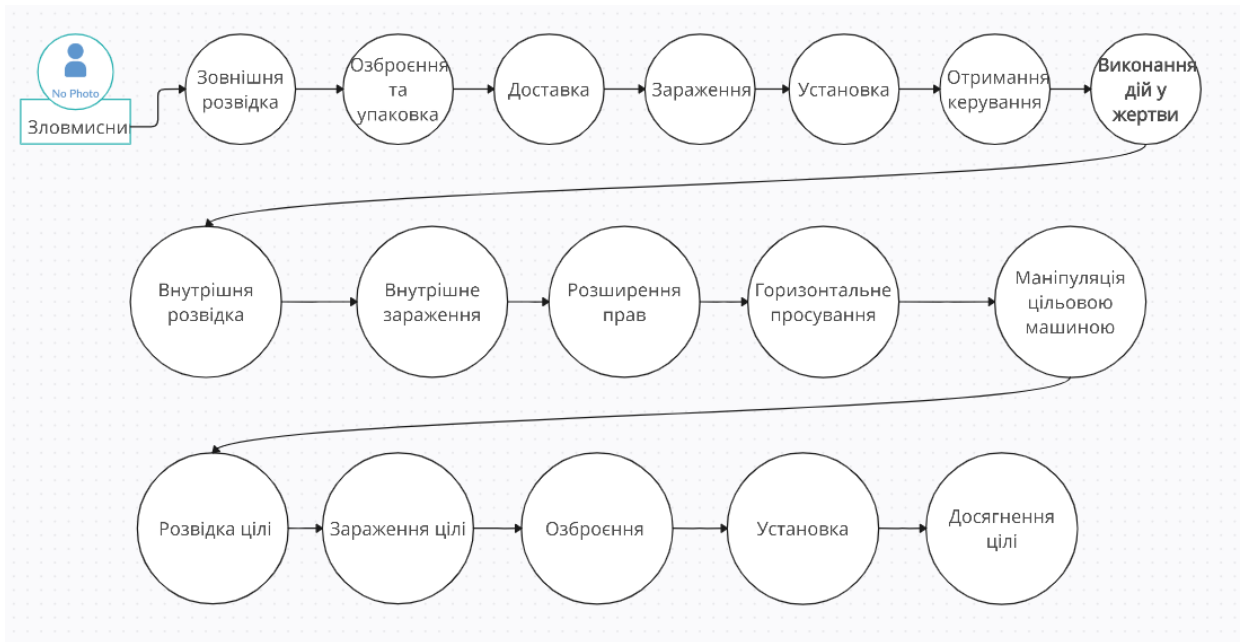 No Photo
Зловмисни
Зовнішня
розвідка
Озброєння
та
упаковка
Доставка
Зараження
Установка
Отримання
керування
Виконання
дій у
жертви
Внутрішня
розвідка
Внутрішне
зараження
Розширення
прав
Горизонтальне
просування
Маніпуляція
цільовою
машиною
Розвідка цілі
Зараження цілі
Озброєння
Установка
Досягнення
цілі